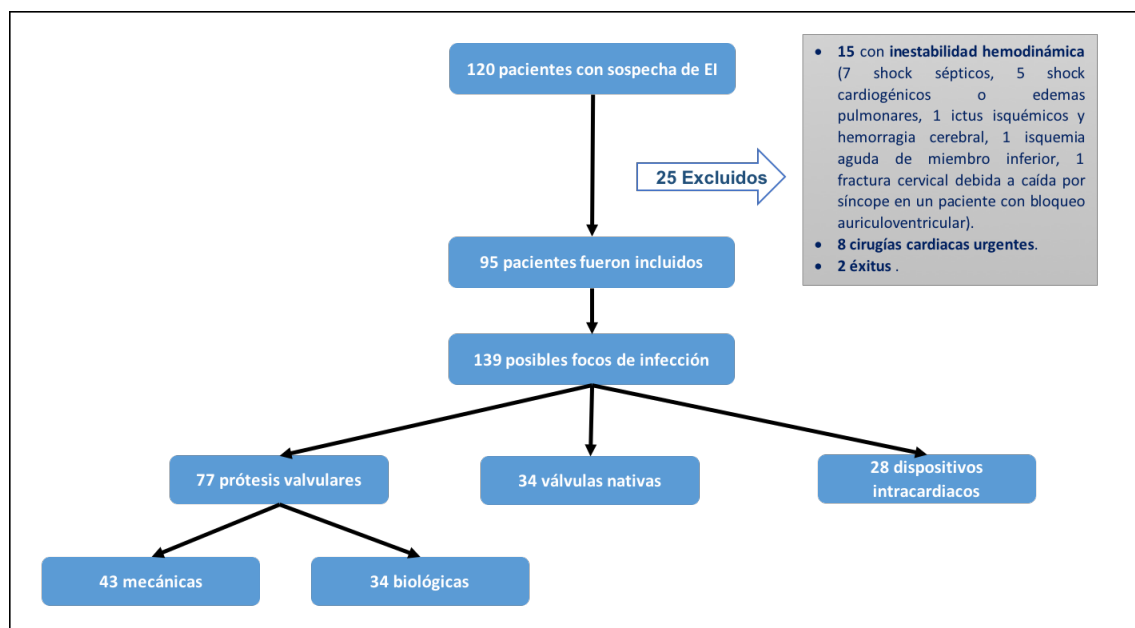 120 pacientes con sospecha de EI
• 15 con inestabilidad hemodinámica
(7 shock sépticos, 5 shock
cardiogénicos o edemas
pulmonares, 1 ictus isquémicos y
hemorragia cerebral, 1 isquemia
aguda de miembro inferior, 1
fractura cervical debida a caída por
síncope en un paciente con bloqueo
auriculoventricular).
• 8 cirugías cardiacas urgentes.
• 2 éxitus .
25 Excluidos
95 pacientes fueron incluidos
139 posibles focos de infección
77 prótesis valvulares
34 válvulas nativas
28 dispositivos
intracardiacos
43 mecánicas
34 biológicas